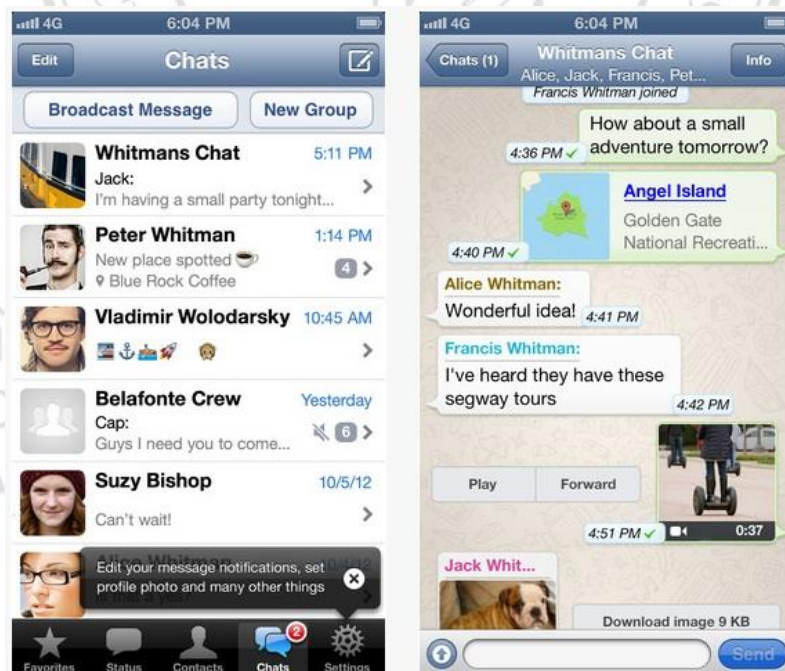 4G 6:04 PM
Edit Chats
Broadcast Message New Group
Whitmans Chat 5:11 PM
Jack:
I'm having a small party tonight...
Peter Whitman 1:14 PM
New place spotted
Blue Rock Coffee 4
Vladimir Wolodarsky 10:45 AM
Belafonte Crew Yesterday
Cap:
Guys I need you to come... 6
Suzy Bishop 10/5/12
Can't wait!
Alice Whitman
Edit your message notifications, set
profile photo and many other things
2
Favorites Status Contacts Chats Settings
4G 6:04 PM
Chats (1) Whitmans Chat Info
Alice, Jack, Francis, Pet...
Francis Whitman joined
How about a small
adventure tomorrow?
4:36 PM
Angel Island
Golden Gate
National Recreati...
4:40 PM
Alice Whitman:
Wonderful idea! 4:41 PM
Francis Whitman:
I've heard they have these
segway tours
4:42 PM
Play Forward
4:51 PM 0:37
Jack Whit...
Download image 9 KB
Send